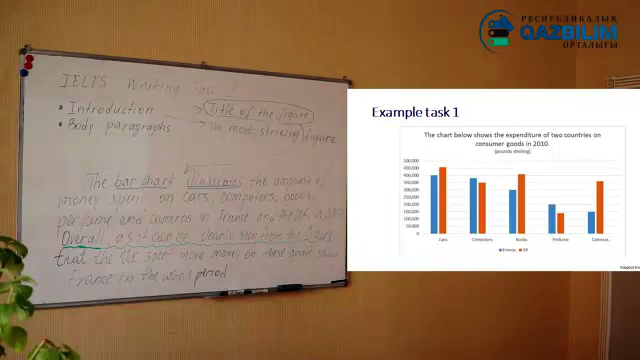 РЕСПУБЛИКАЛЫҚ
QAZBILIM
ОРТАЛЫҒЫ
IELTS Writing Task
• Introduction → Title of the figure
• Body paragraphs → The most striking figure
The bar chart illustrates the amount of
money spent on cars, computers, books,
perfume and cameras in France and the UK
Overall, as it can be clearly seen from the figure
that the UK spent more money on these goods
France in the whole period
Example task 1
The chart below shows the expenditure of two countries on
consumer goods in 2010.
(pounds sterling)
500,000
450,000
400,000
350,000
300,000
250,000
200,000
150,000
100,000
50,000
0
Cars Computers Books Perfume Cameras
France UK